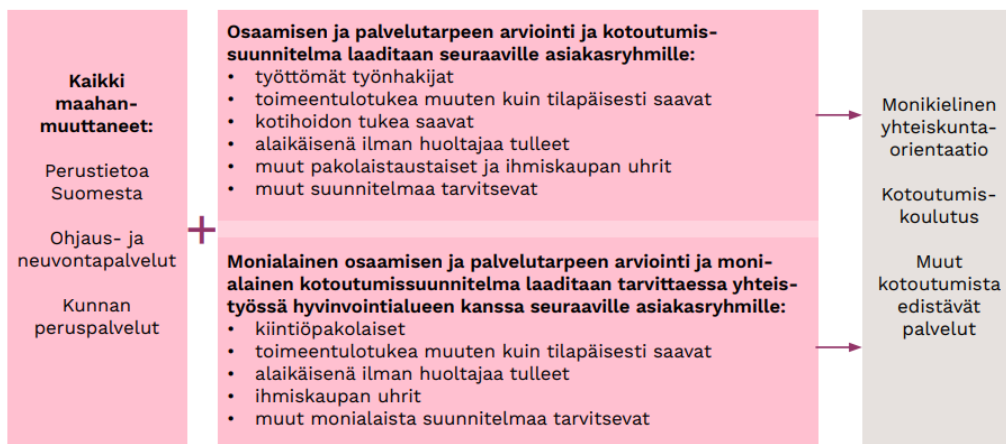 Kaikki
maahan-
muuttaneet:
Perustietoa
Suomesta
Ohjaus- ja
neuvontapalvelut
Kunnan
peruspalvelut
+
Osaamisen ja palvelutarpeen arviointi ja kotoutumis-
suunnitelma laaditaan seuraaville asiakasryhmille:
• työttömät työnhakijat
• toimeentulotukea muuten kuin tilapäisesti saavat
• kotihoidon tukea saavat
• alaikäisenä ilman huoltajaa tulleet
• muut pakolaistaustaiset ja ihmiskaupan uhrit
• muut suunnitelmaa tarvitsevat
Monialainen osaamisen ja palvelutarpeen arviointi ja moni-
alainen kotoutumissuunnitelma laaditaan tarvittaessa yhteis-
työssä hyvinvointialueen kanssa seuraaville asiakasryhmille:
• kiintiöpakolaiset
• toimeentulotukea muuten kuin tilapäisesti saavat
• alaikäisenä ilman huoltajaa tulleet
• ihmiskaupan uhrit
• muut monialaista suunnitelmaa tarvitsevat
Monikielinen
yhteiskunta-
orientaatio
Kotoutumis-
koulutus
Muut
kotoutumista
edistävät
palvelut